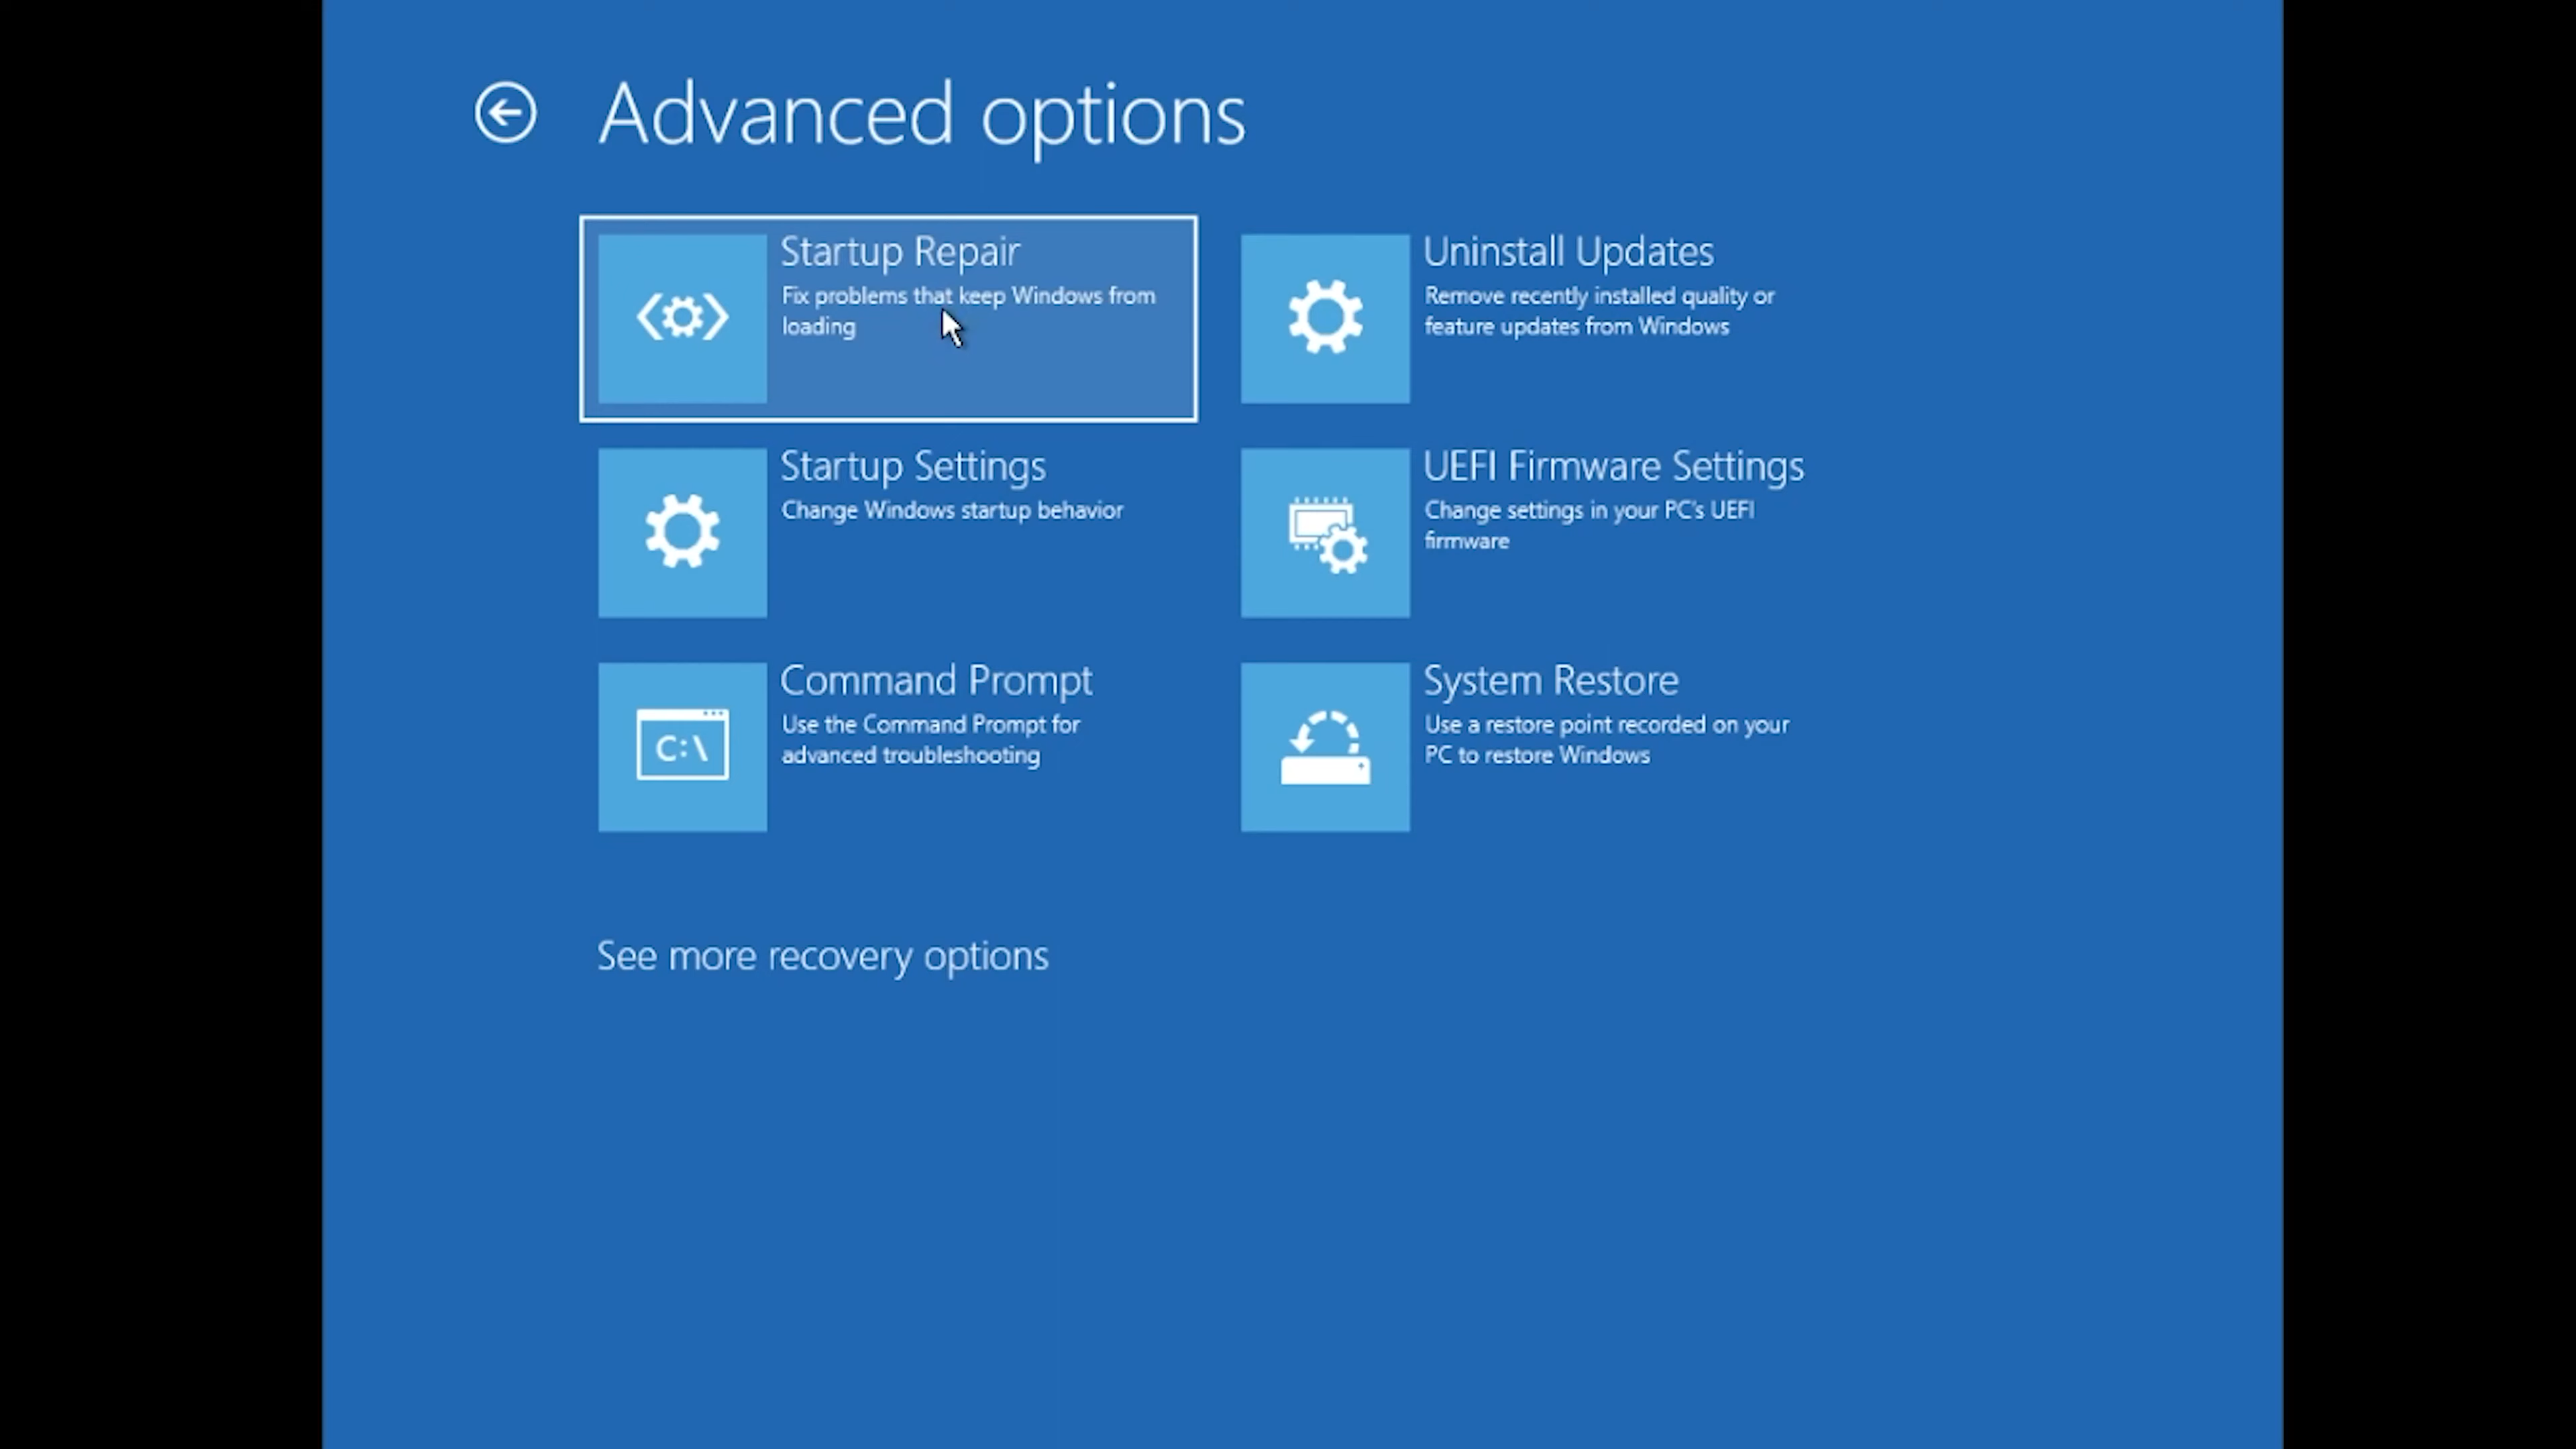 Advanced options
Startup Repair
Fix problems that keep Windows from
loading
Uninstall Updates
Remove recently installed quality or
feature updates from Windows
Startup Settings
Change Windows startup behavior
UEFI Firmware Settings
Change settings in your PC's UEFI
firmware
C:\
Command Prompt
Use the Command Prompt for
advanced troubleshooting
System Restore
Use a restore point recorded on your
PC to restore Windows
See more recovery options